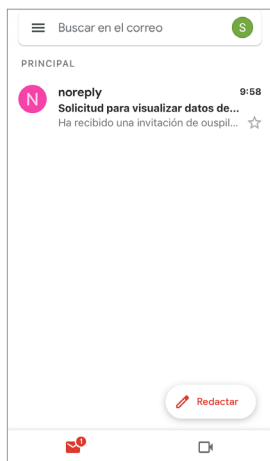 Buscar en el correo
S
PRINCIPAL
N
noreply 9:58
Solicitud para visualizar datos de...
Ha recibido una invitación de ouspil...
Redactar
1